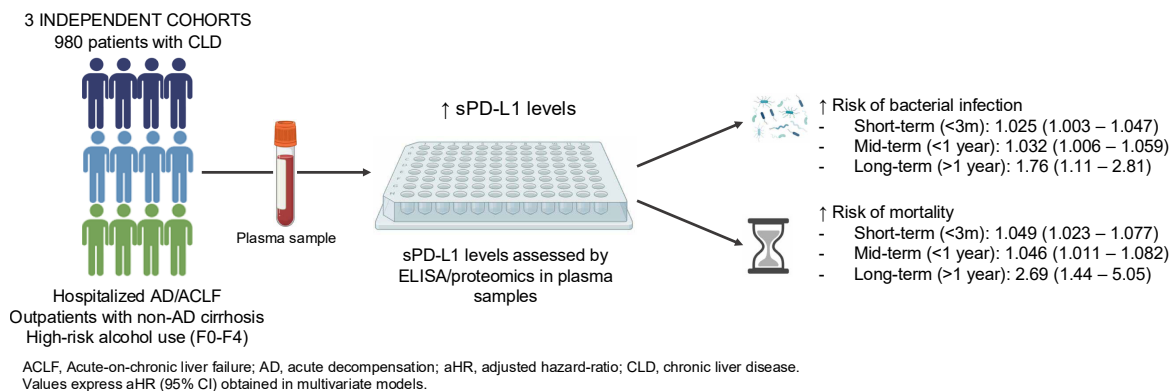 3 INDEPENDENT COHORTS
980 patients with CLD
Hospitalized AD/ACLF
Outpatients with non-AD cirrhosis
High-risk alcohol use (F0-F4)
Plasma sample
↑ sPD-L1 levels
sPD-L1 levels assessed by
ELISA/proteomics in plasma
samples
↑ Risk of bacterial infection
- Short-term (<3m): 1.025 (1.003 – 1.047)
- Mid-term (<1 year): 1.032 (1.006 – 1.059)
- Long-term (>1 year): 1.76 (1.11 – 2.81)
↑ Risk of mortality
- Short-term (<3m): 1.049 (1.023 – 1.077)
- Mid-term (<1 year): 1.046 (1.011 – 1.082)
- Long-term (>1 year): 2.69 (1.44 – 5.05)
ACLF, Acute-on-chronic liver failure; AD, acute decompensation; aHR, adjusted hazard-ratio; CLD, chronic liver disease.
Values express aHR (95% CI) obtained in multivariate models.